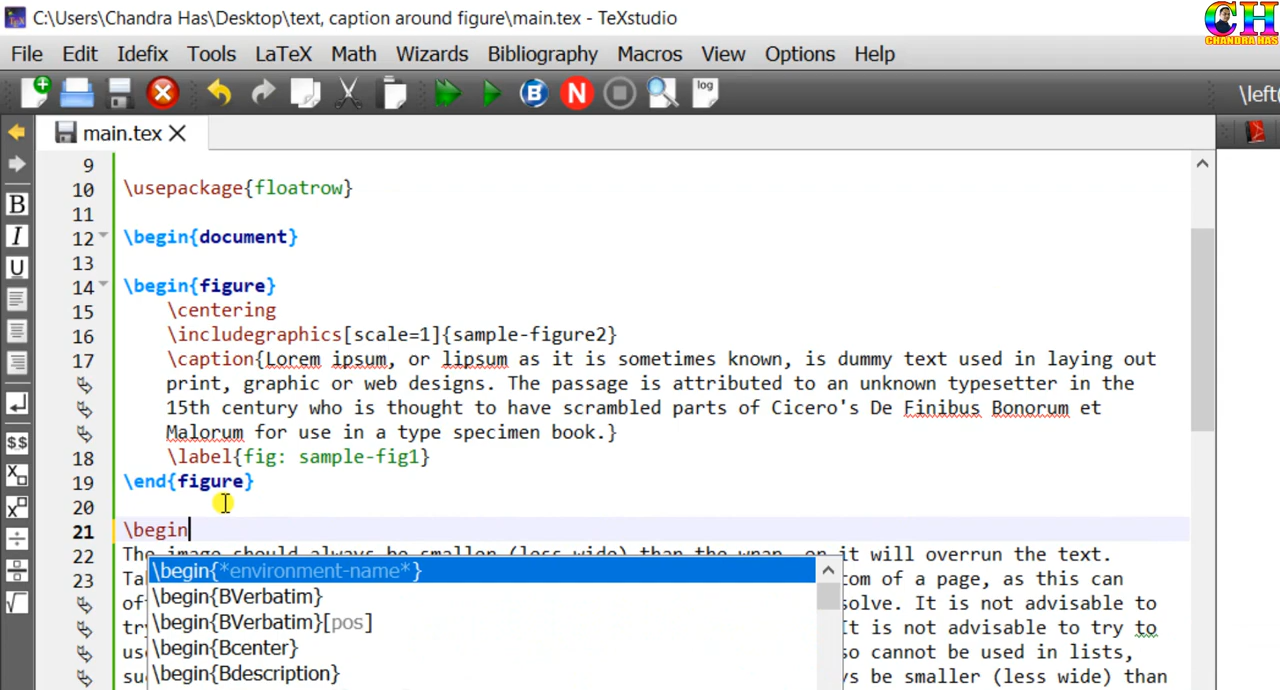 C:\Users\Chandra Has\Desktop\text, caption around figure\main.tex - TeXstudio
CH
CHANDRA HAS
File Edit Idefix Tools LaTeX Math Wizards Bibliography Macros View Options Help
B N log \left(
main.tex
9
10 \usepackage{floatrow}
11
12 \begin{document}
13
14 \begin{figure}
15 \centering
16 \includegraphics[scale=1]{sample-figure2}
17 \caption{Lorem ipsum, or lipsum as it is sometimes known, is dummy text used in laying out
print, graphic or web designs. The passage is attributed to an unknown typesetter in the
15th century who is thought to have scrambled parts of Cicero's De Finibus Bonorum et
Malorum for use in a type specimen book.}
18 \label{fig: sample-fig1}
19 \end{figure}
20
21 \begin
22 The image should always be smaller (less wide) than the wrap, or it will overrun the text.
\begin{*environment-name*}
23 Ta tom of a page, as this can
\begin{BVerbatim}
of solve. It is not advisable to
\begin{BVerbatim}[pos]
tr It is not advisable to try to
\begin{Bcenter}
us so cannot be used in lists,
\begin{Bdescription}
su ys be smaller (less wide) than
B
I
U
$$